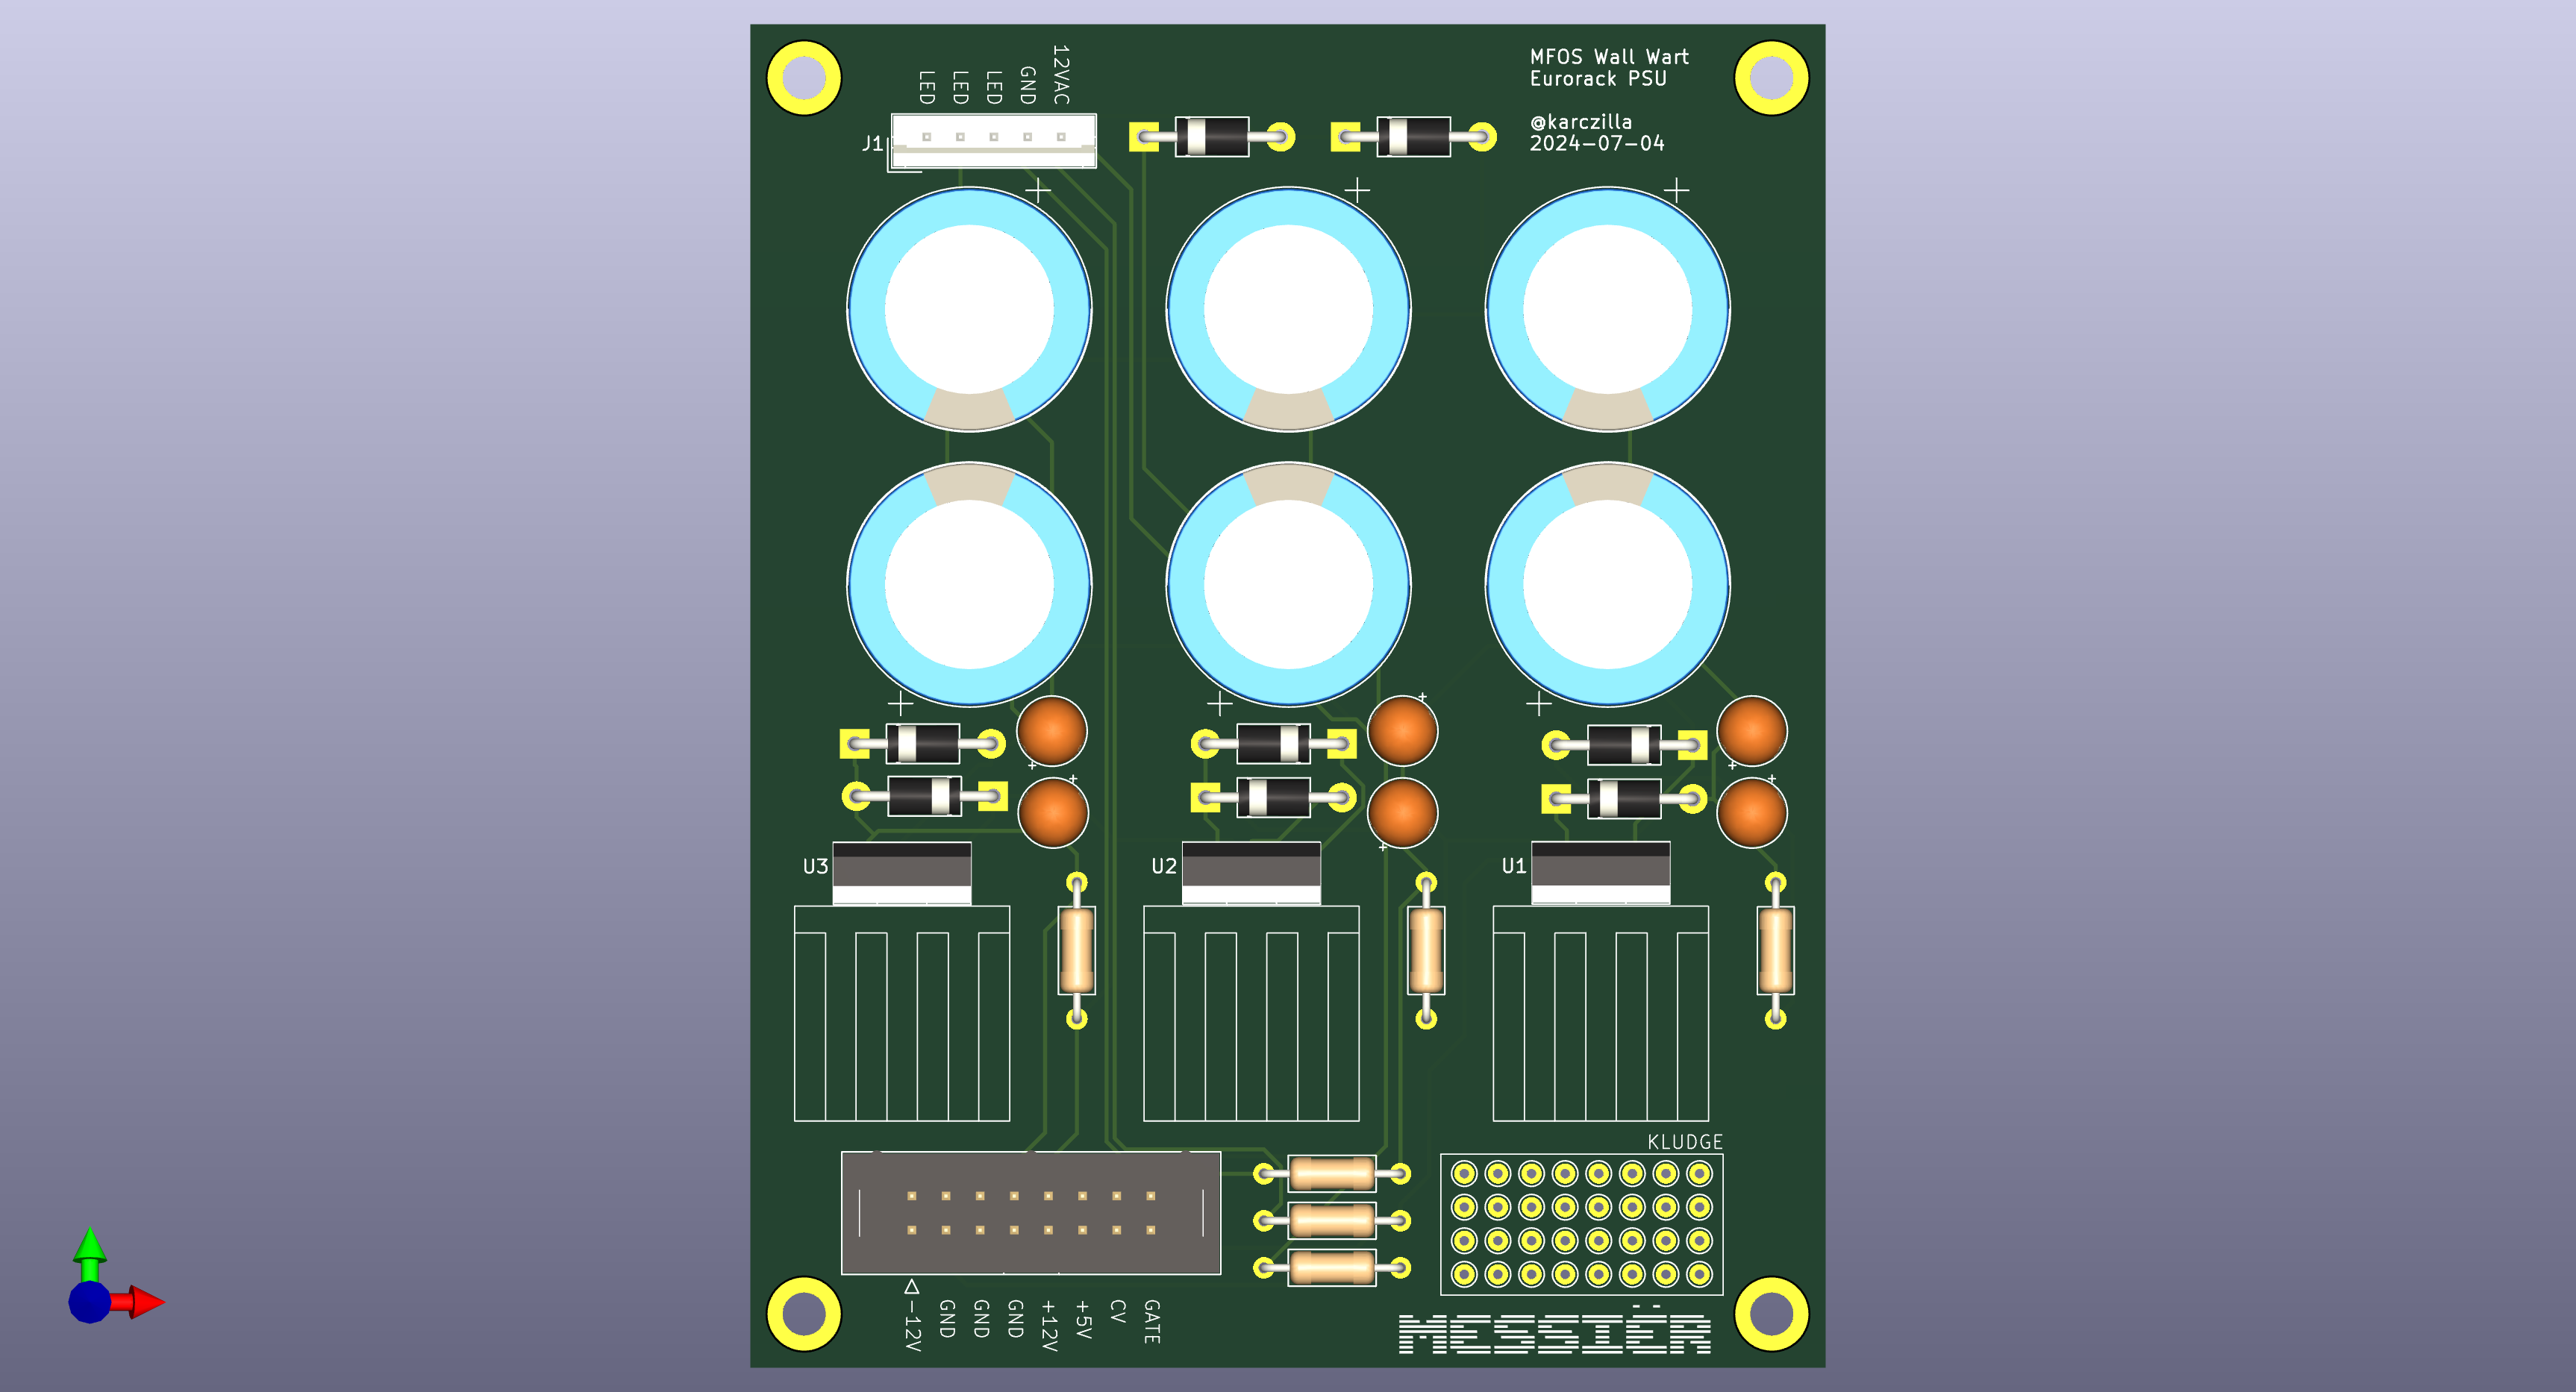 LED
LED
LED
GND
12VAC
MFOS Wall Wart
Eurorack PSU
@karczilla
2024-07-04
J1
+
+
+
+
+
+
+
+
+
+
+
+
U3
U2
U1
KLUDGE
-12V
GND
GND
GND
+12V
+5V
CV
GATE
MESSIËR